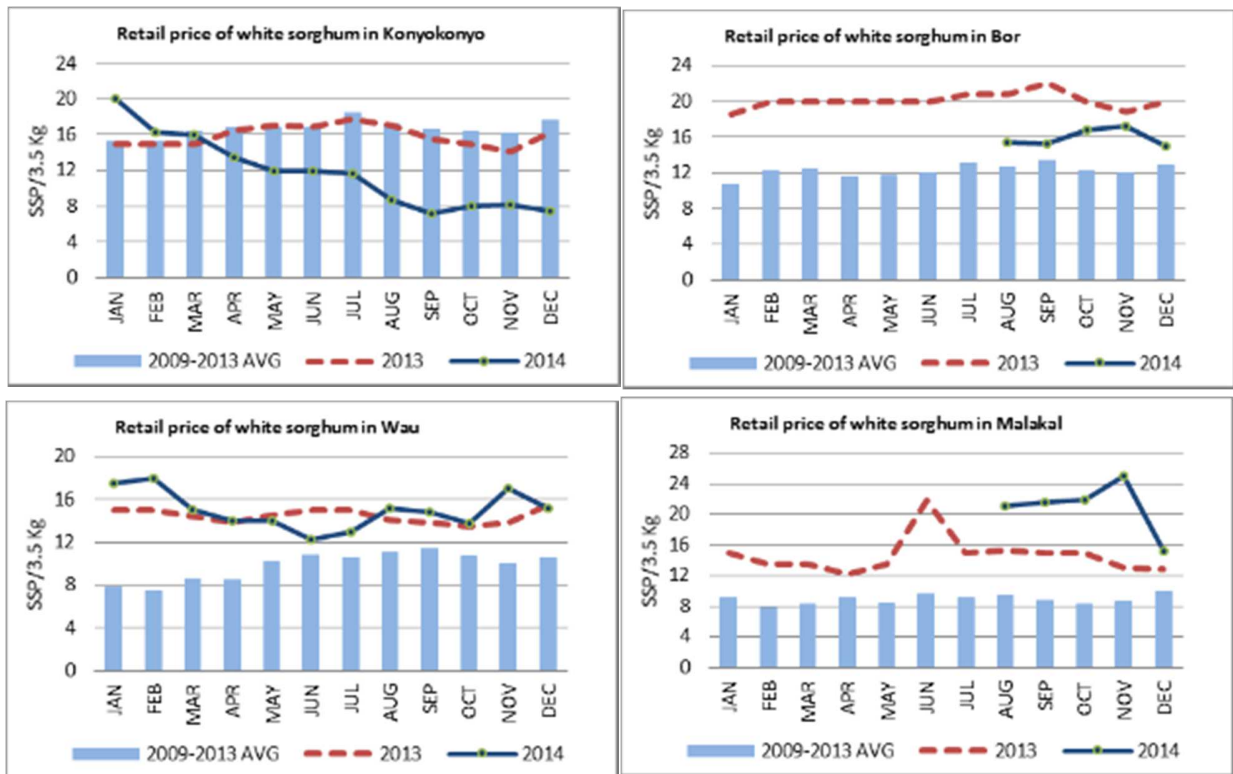 Retail price of white sorghum in Konyokonyo
24
20
16
12
8
4
0
SSP/3.5 Kg
JAN FEB MAR APR MAY JUN JUL AUG SEP OCT NOV DEC
2009-2013 AVG 2013 2014
Retail price of white sorghum in Bor
24
20
16
12
8
4
0
SSP/3.5 Kg
JAN FEB MAR APR MAY JUN JUL AUG SEP OCT NOV DEC
2009-2013 AVG 2013 2014
Retail price of white sorghum in Wau
20
16
12
8
4
0
SSP/3.5 Kg
JAN FEB MAR APR MAY JUN JUL AUG SEP OCT NOV DEC
2009-2013 AVG 2013 2014
Retail price of white sorghum in Malakal
28
24
20
16
12
8
4
0
SSP/3.5 Kg
JAN FEB MAR APR MAY JUN JUL AUG SEP OCT NOV DEC
2009-2013 AVG 2013 2014